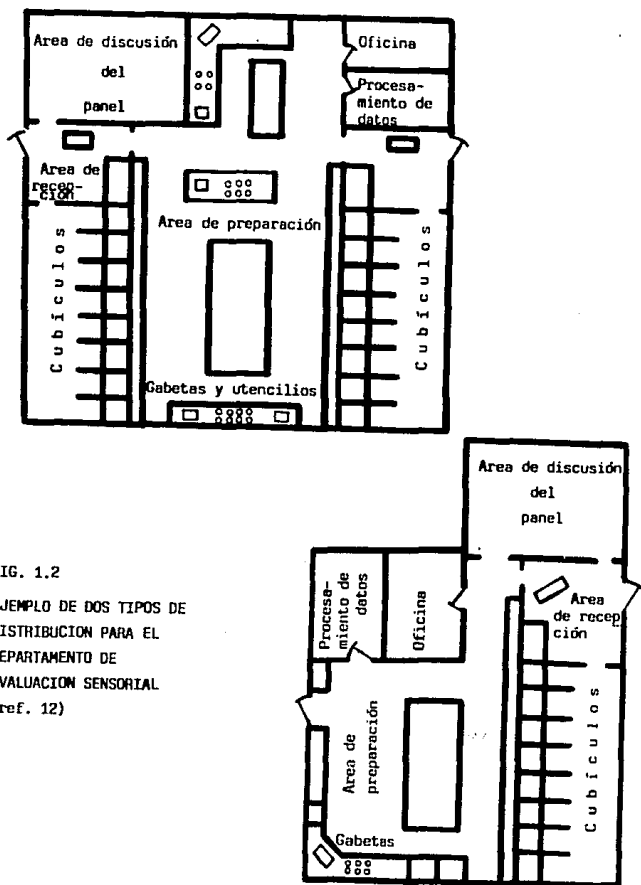 Area de discusión
del
panel
Oficina
Procesa-
miento de
datos
Area de
recep-
ción
Area de preparación
Cubículos
Cubículos
Gabetas y utencilios
Area de discusión
del
panel
IG. 1.2
JEMPLO DE DOS TIPOS DE
ISTRIBUCION PARA EL
EPARTAMENTO DE
VALUACION SENSORIAL
ref. 12)
Procesa-
miento de
datos
Oficina
Area
de recep
ción
Area de
preparación
Cubículos
Gabetas